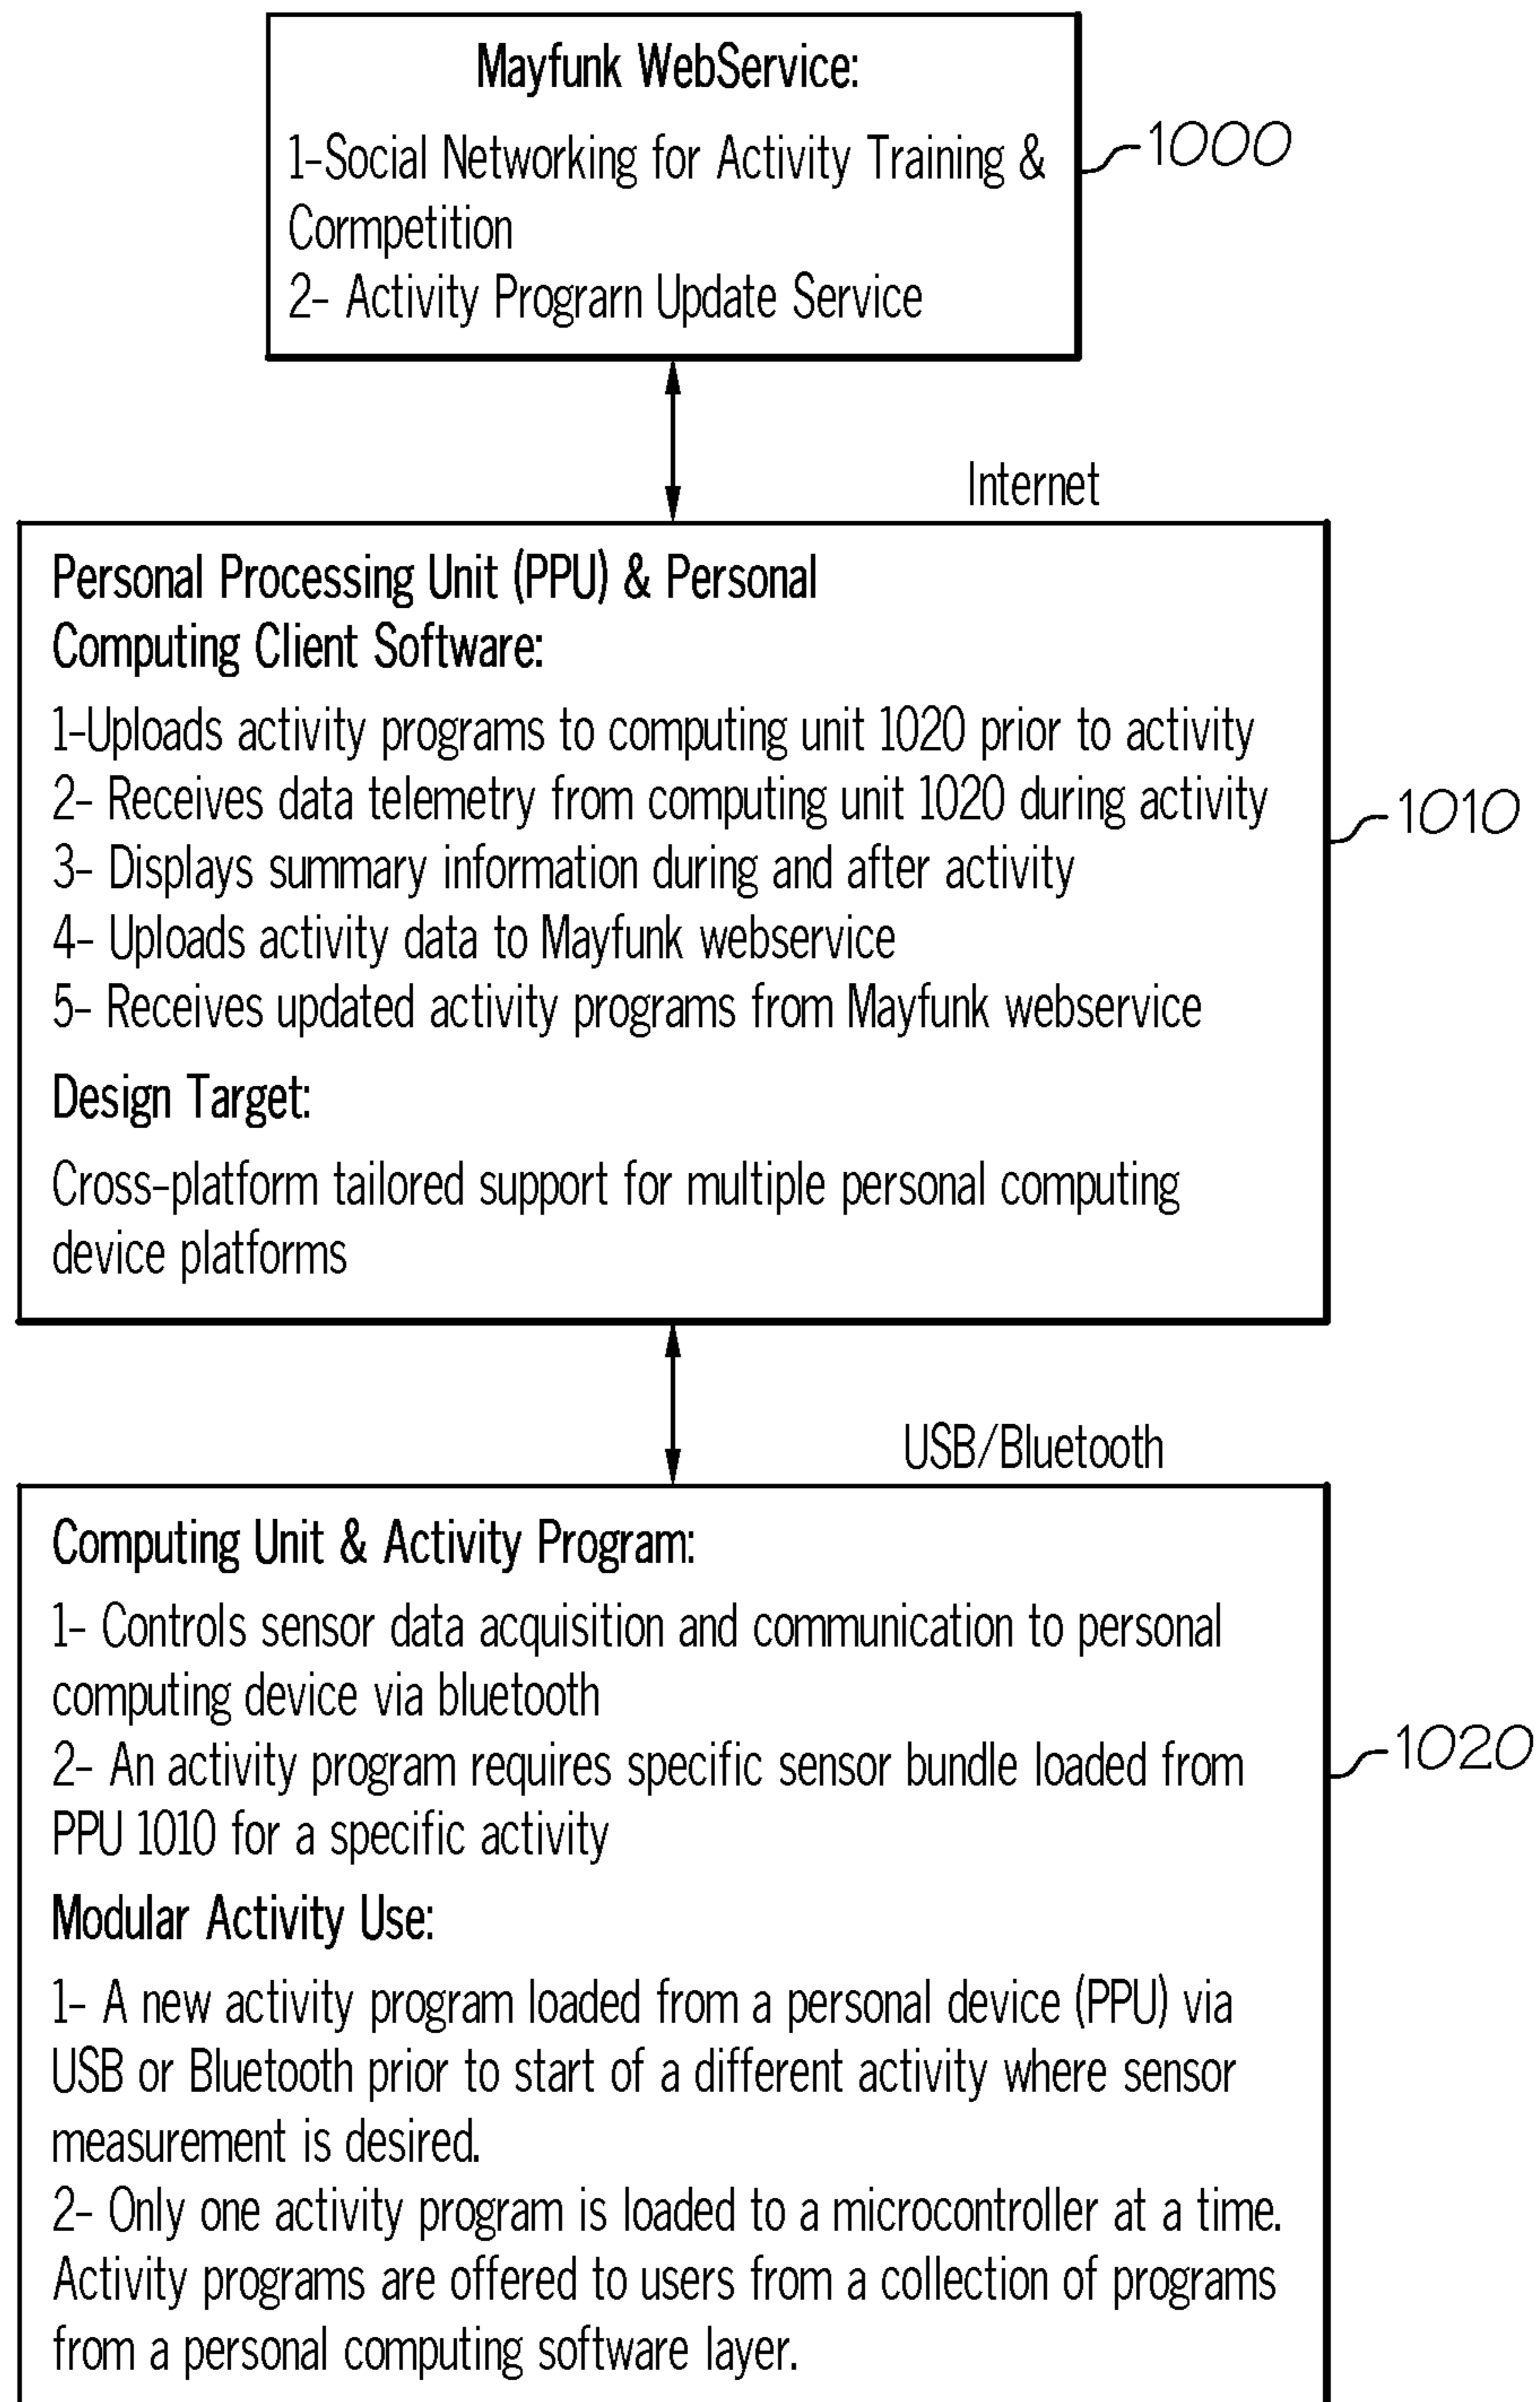 Mayfunk WebService:
1-Social Networking for Activity Training &
Cormpetition
2- Activity Prograrn Update Service
1000
Internet
Personal Processing Unit (PPU) & Personal
Computing Client Software:
1-Uploads activity programs to computing unit 1020 prior to activity
2- Receives data telemetry from computing unit 1020 during activity
3- Displays summary information during and after activity
4- Uploads activity data to Mayfunk webservice
5- Receives updated activity programs from Mayfunk webservice
Design Target:
Cross-platform tailored support for multiple personal computing
device platforms
1010
USB/Bluetooth
Computing Unit & Activity Program:
1- Controls sensor data acquisition and communication to personal
computing device via bluetooth
2- An activity program requires specific sensor bundle loaded from
PPU 1010 for a specific activity
Modular Activity Use:
1- A new activity program loaded from a personal device (PPU) via
USB or Bluetooth prior to start of a different activity where sensor
measurement is desired.
2- Only one activity program is loaded to a microcontroller at a time.
Activity programs are offered to users from a collection of programs
from a personal computing software layer.
1020